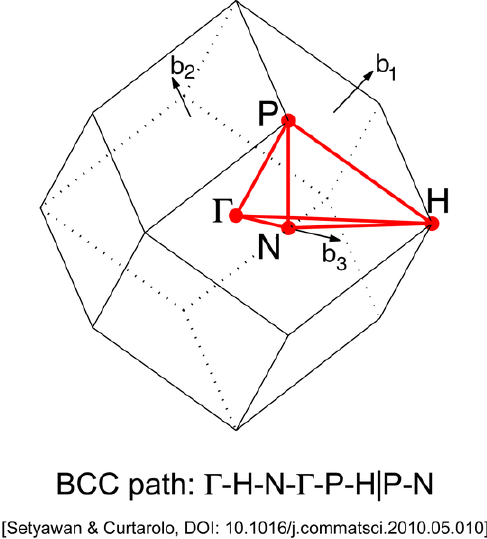 b₂
b₁
P
Γ
H
N
b₃
BCC path: Γ-H-N-Γ-P-H|P-N
[Setyawan & Curtarolo, DOI: 10.1016/j.commatsci.2010.05.010]